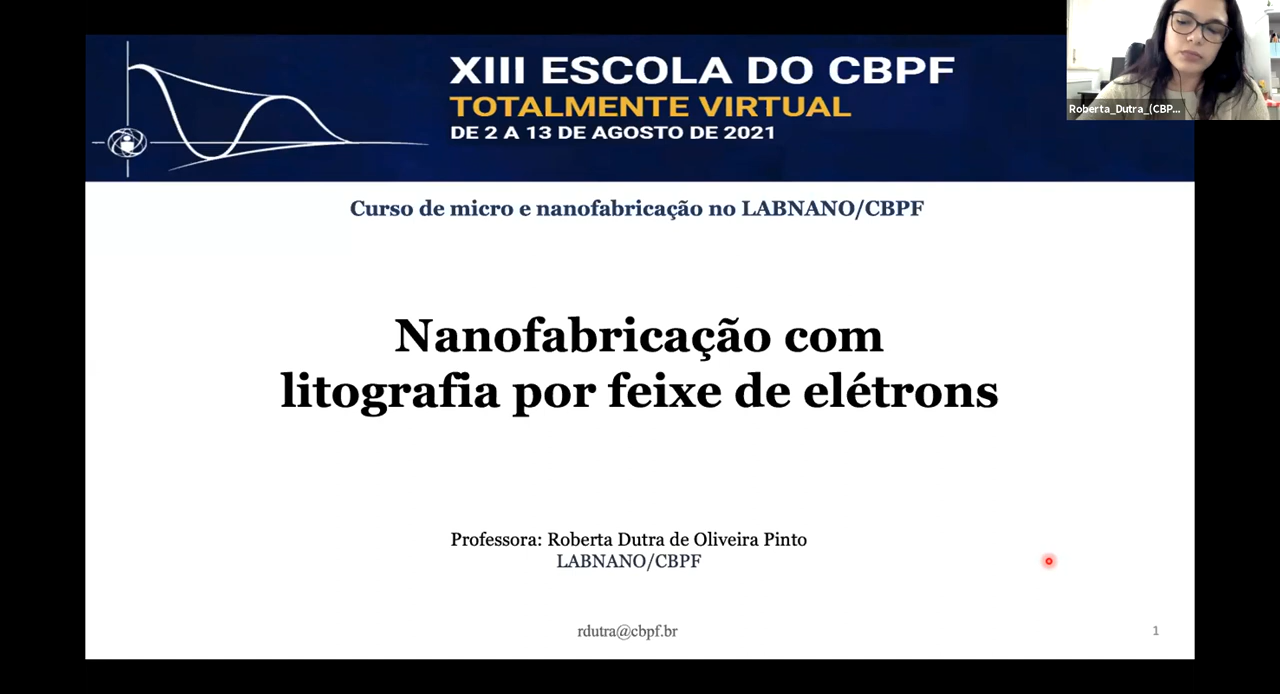 XIII ESCOLA DO CBPF
TOTALMENTE VIRTUAL
DE 2 A 13 DE AGOSTO DE 2021
Roberta_Dutra_(CBP...
Curso de micro e nanofabricação no LABNANO/CBPF
Nanofabricação com
litografia por feixe de elétrons
Professora: Roberta Dutra de Oliveira Pinto
LABNANO/CBPF
rdutra@cbpf.br
1